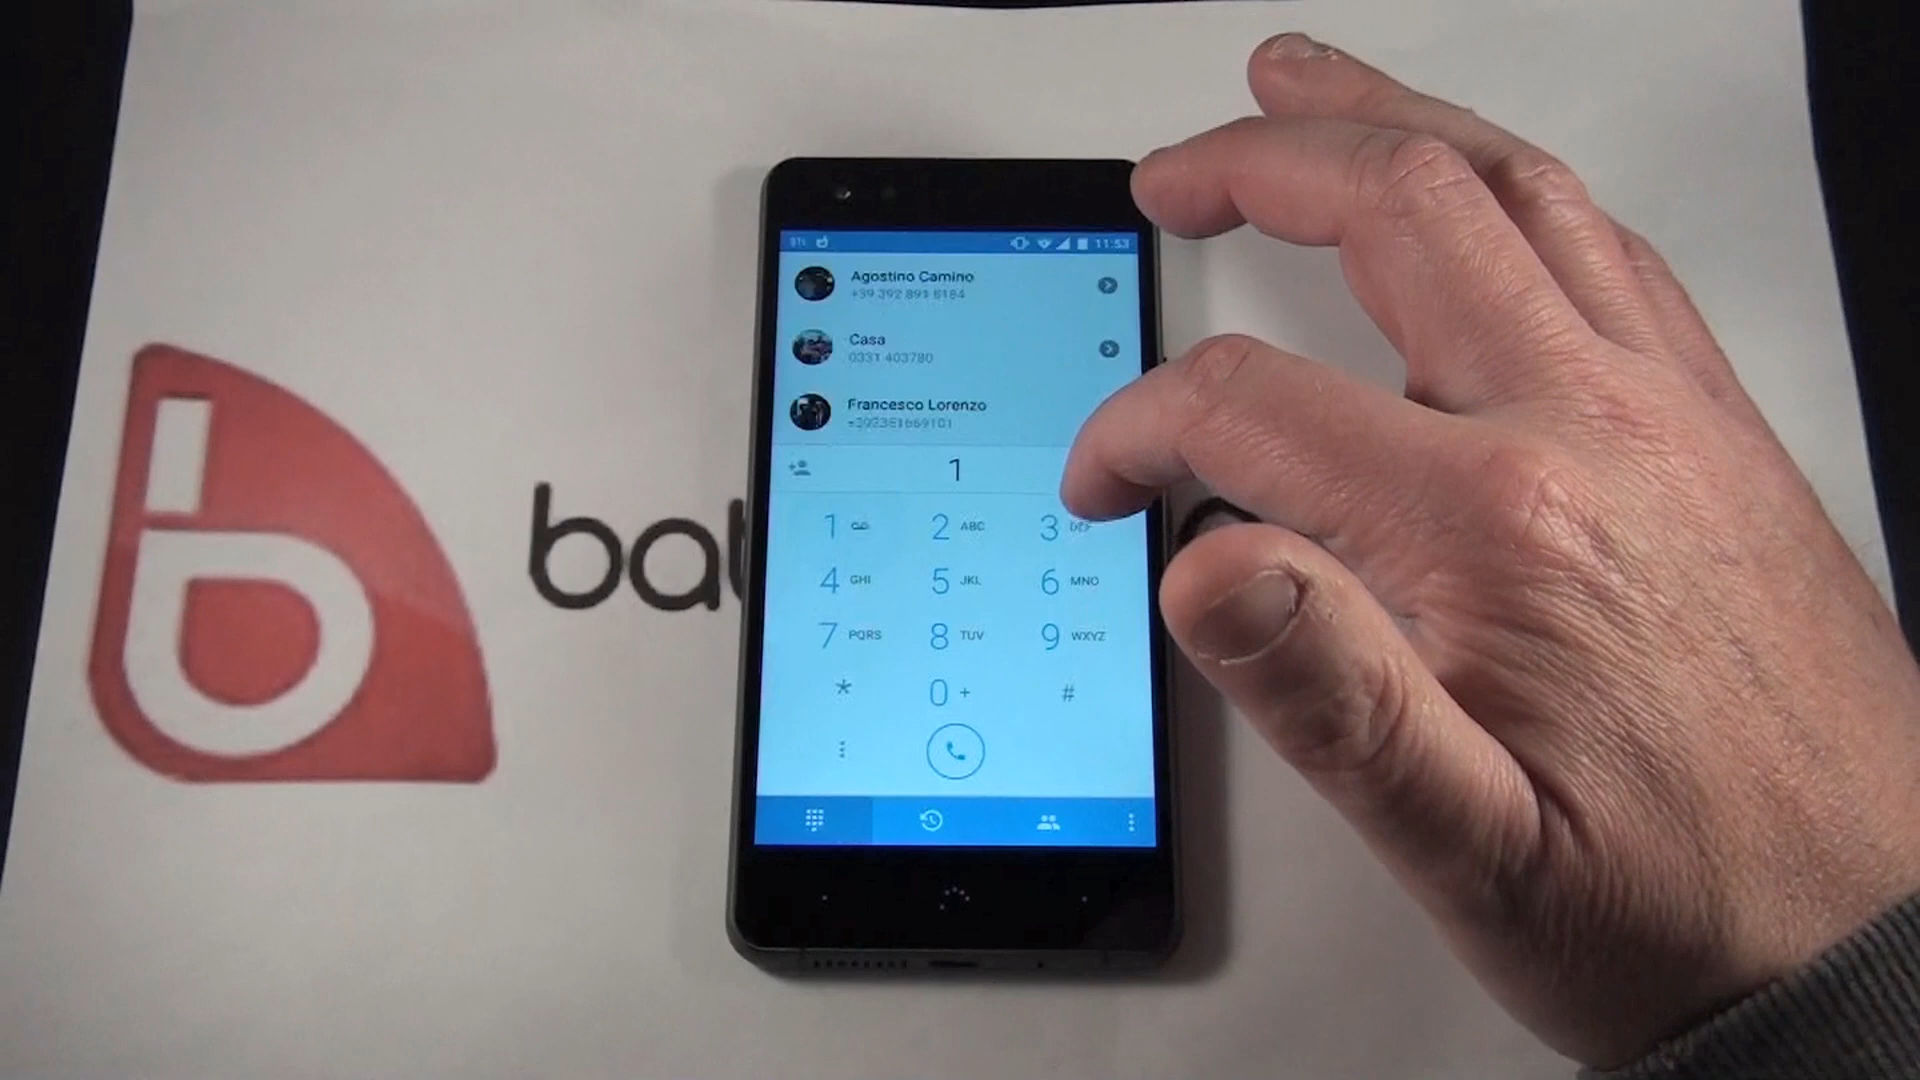 11:53
Agostino Camino
+39 392 891 8184
Casa
0331 403780
Francesco Lorenzo
1
1
2 ABC
3 DEF
4 GHI
5 JKL
6 MNO
7 PQRS
8 TUV
9 WXYZ
*
0 +
#
b